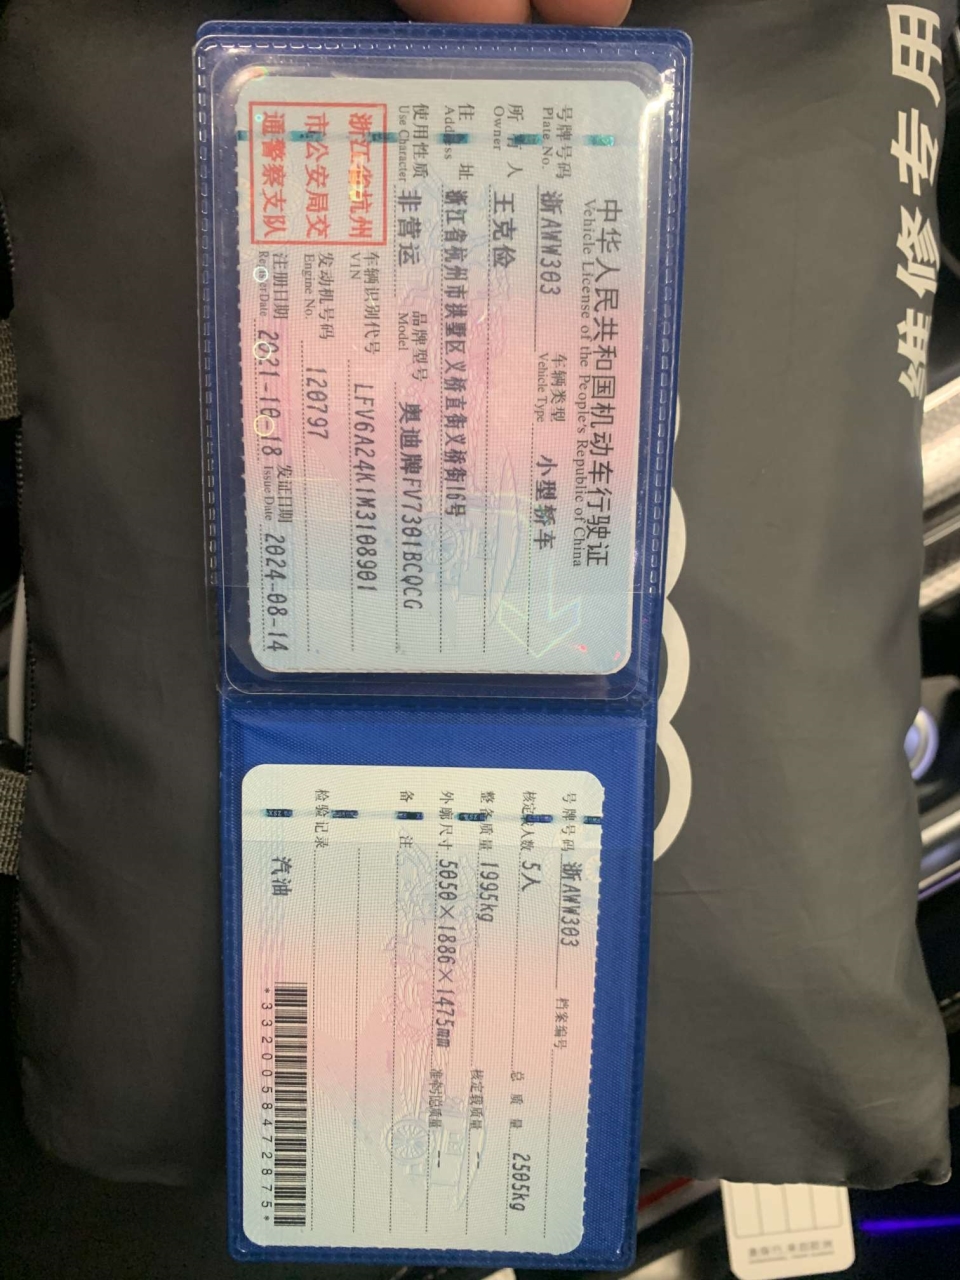 中华人民共和国机动车行驶证
Vehicle License of the People's Republic of China
号牌号码 浙AWW303 车辆类型 小型轿车
Plate No. Vehicle Type
所有人 王克俭
Owner
住址 浙江省杭州市拱墅区义桥直街义桥街16号
Address
使用性质 非营运 品牌型号 奥迪牌FV7301BCQCG
Use Character Model
浙江省杭州
市公安局交
通警察支队
车辆识别代号 LFV6A24K1M3108901
VIN
发动机号码 120797
Engine No.
注册日期 2021-10-18 发证日期 2024-08-14
Register Date Issue Date
号牌号码 浙AWW303 档案编号
核定载人数 5人 总质量 2505kg
整备质量 1995kg 核定载质量 --
外廓尺寸 5050×1886×1475mm 准牵引总质量 --
备注
检验记录
汽油
*3320058472875*
维修专用